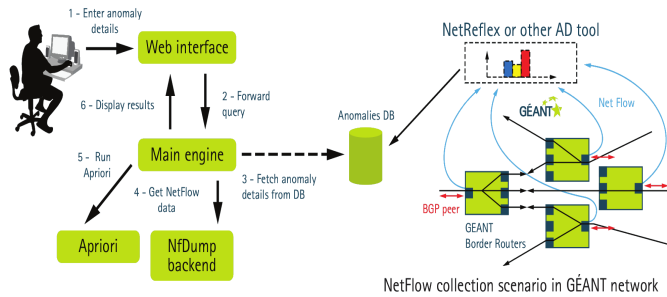 1 - Enter anomaly
details
Web interface
6 - Display results
2 - Forward
query
Main engine
5 - Run
Apriori
4 - Get NetFlow
data
3 - Fetch anomaly
details from DB
Apriori
NfDump
backend
Anomalies DB
NetReflex or other AD tool
Net Flow
GÉANT
BGP peer
GEANT
Border Routers
NetFlow collection scenario in GÉANT network